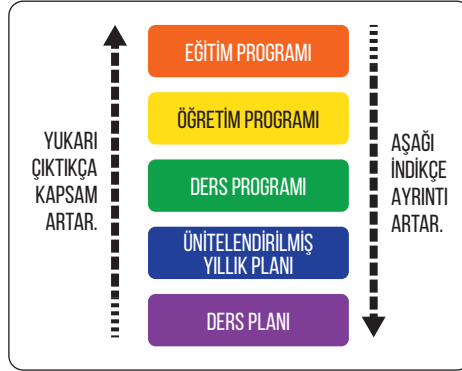 EĞİTİM PROGRAMI
ÖĞRETİM PROGRAMI
DERS PROGRAMI
ÜNİTELENDİRİLMİŞ
YILLIK PLANI
DERS PLANI
YUKARI
ÇIKTIKÇA
KAPSAM
ARTAR.
AŞAĞI
İNDİKÇE
AYRINTI
ARTAR.